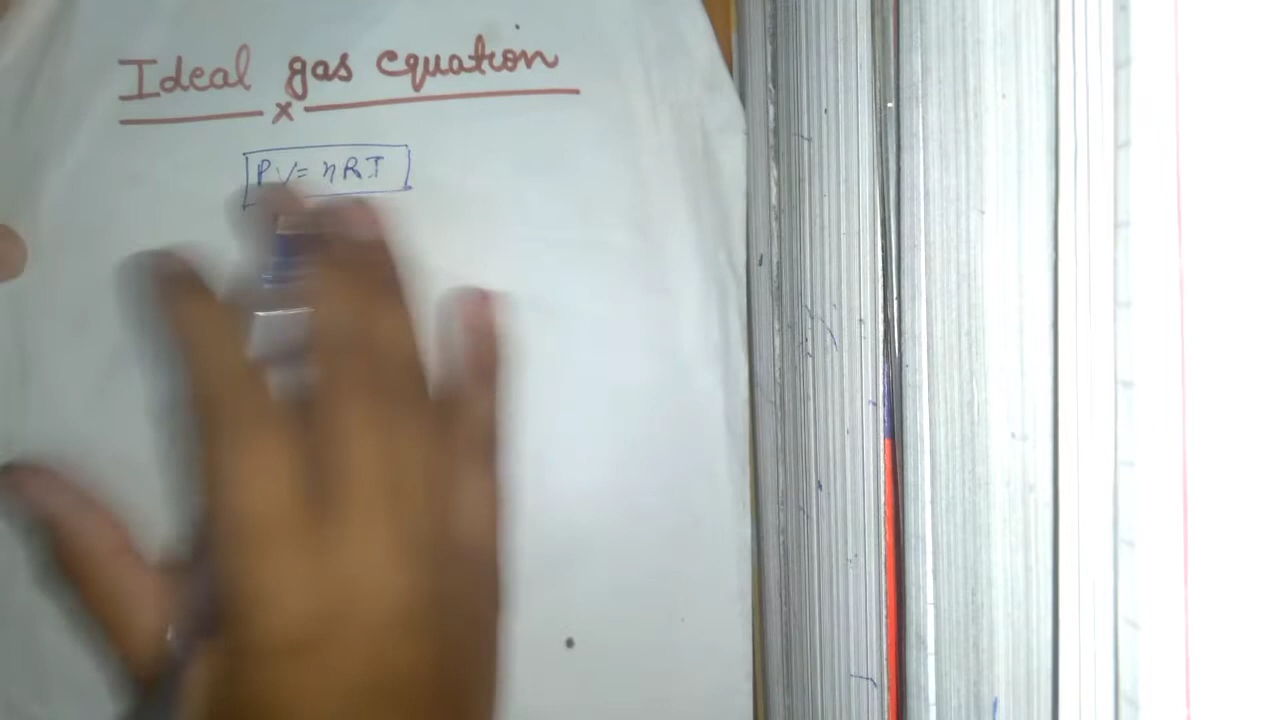 Ideal gas equation
x
PV = nRT